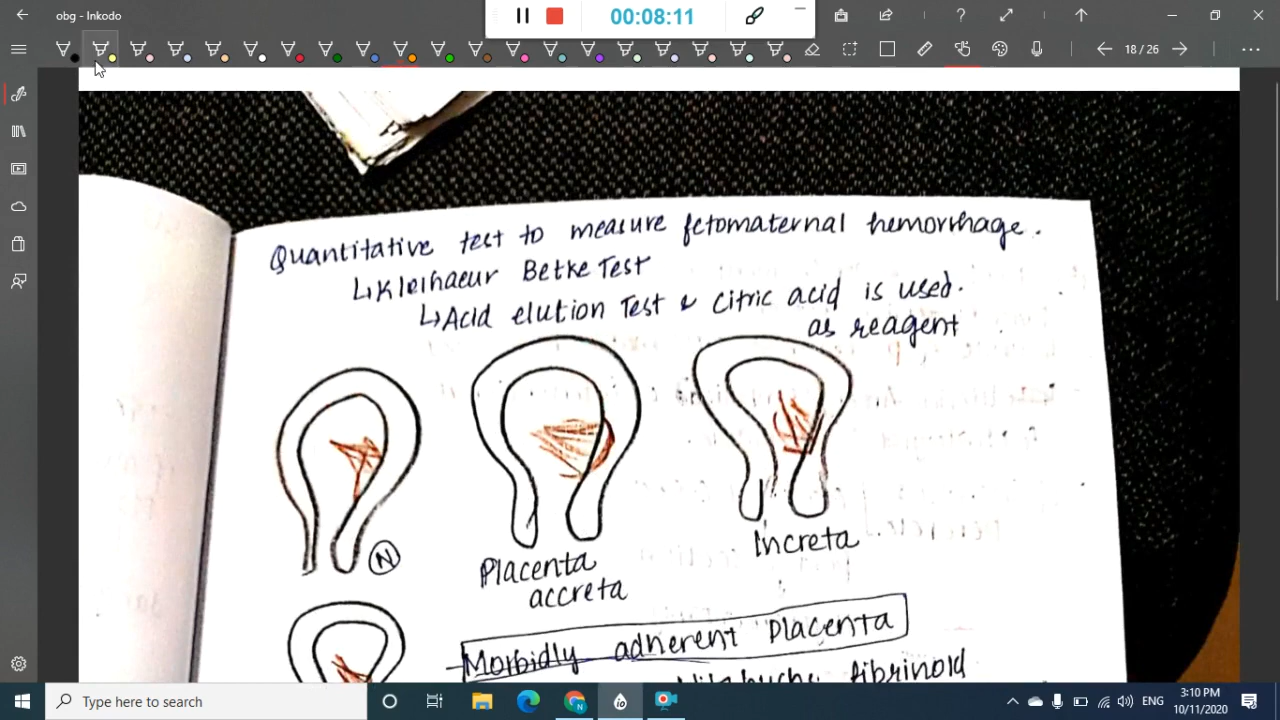 obg - Inkodo
00:08:11
18 / 26
Quantitative test to measure fetomaternal hemorrhage.
↳Kleihaeur Betke Test
↳Acid elution Test & citric acid is used.
as reagent
N
Placenta
accreta
Increta
Morbidly adherent Placenta
fibrinoid
Type here to search
ENG
3:10 PM
10/11/2020